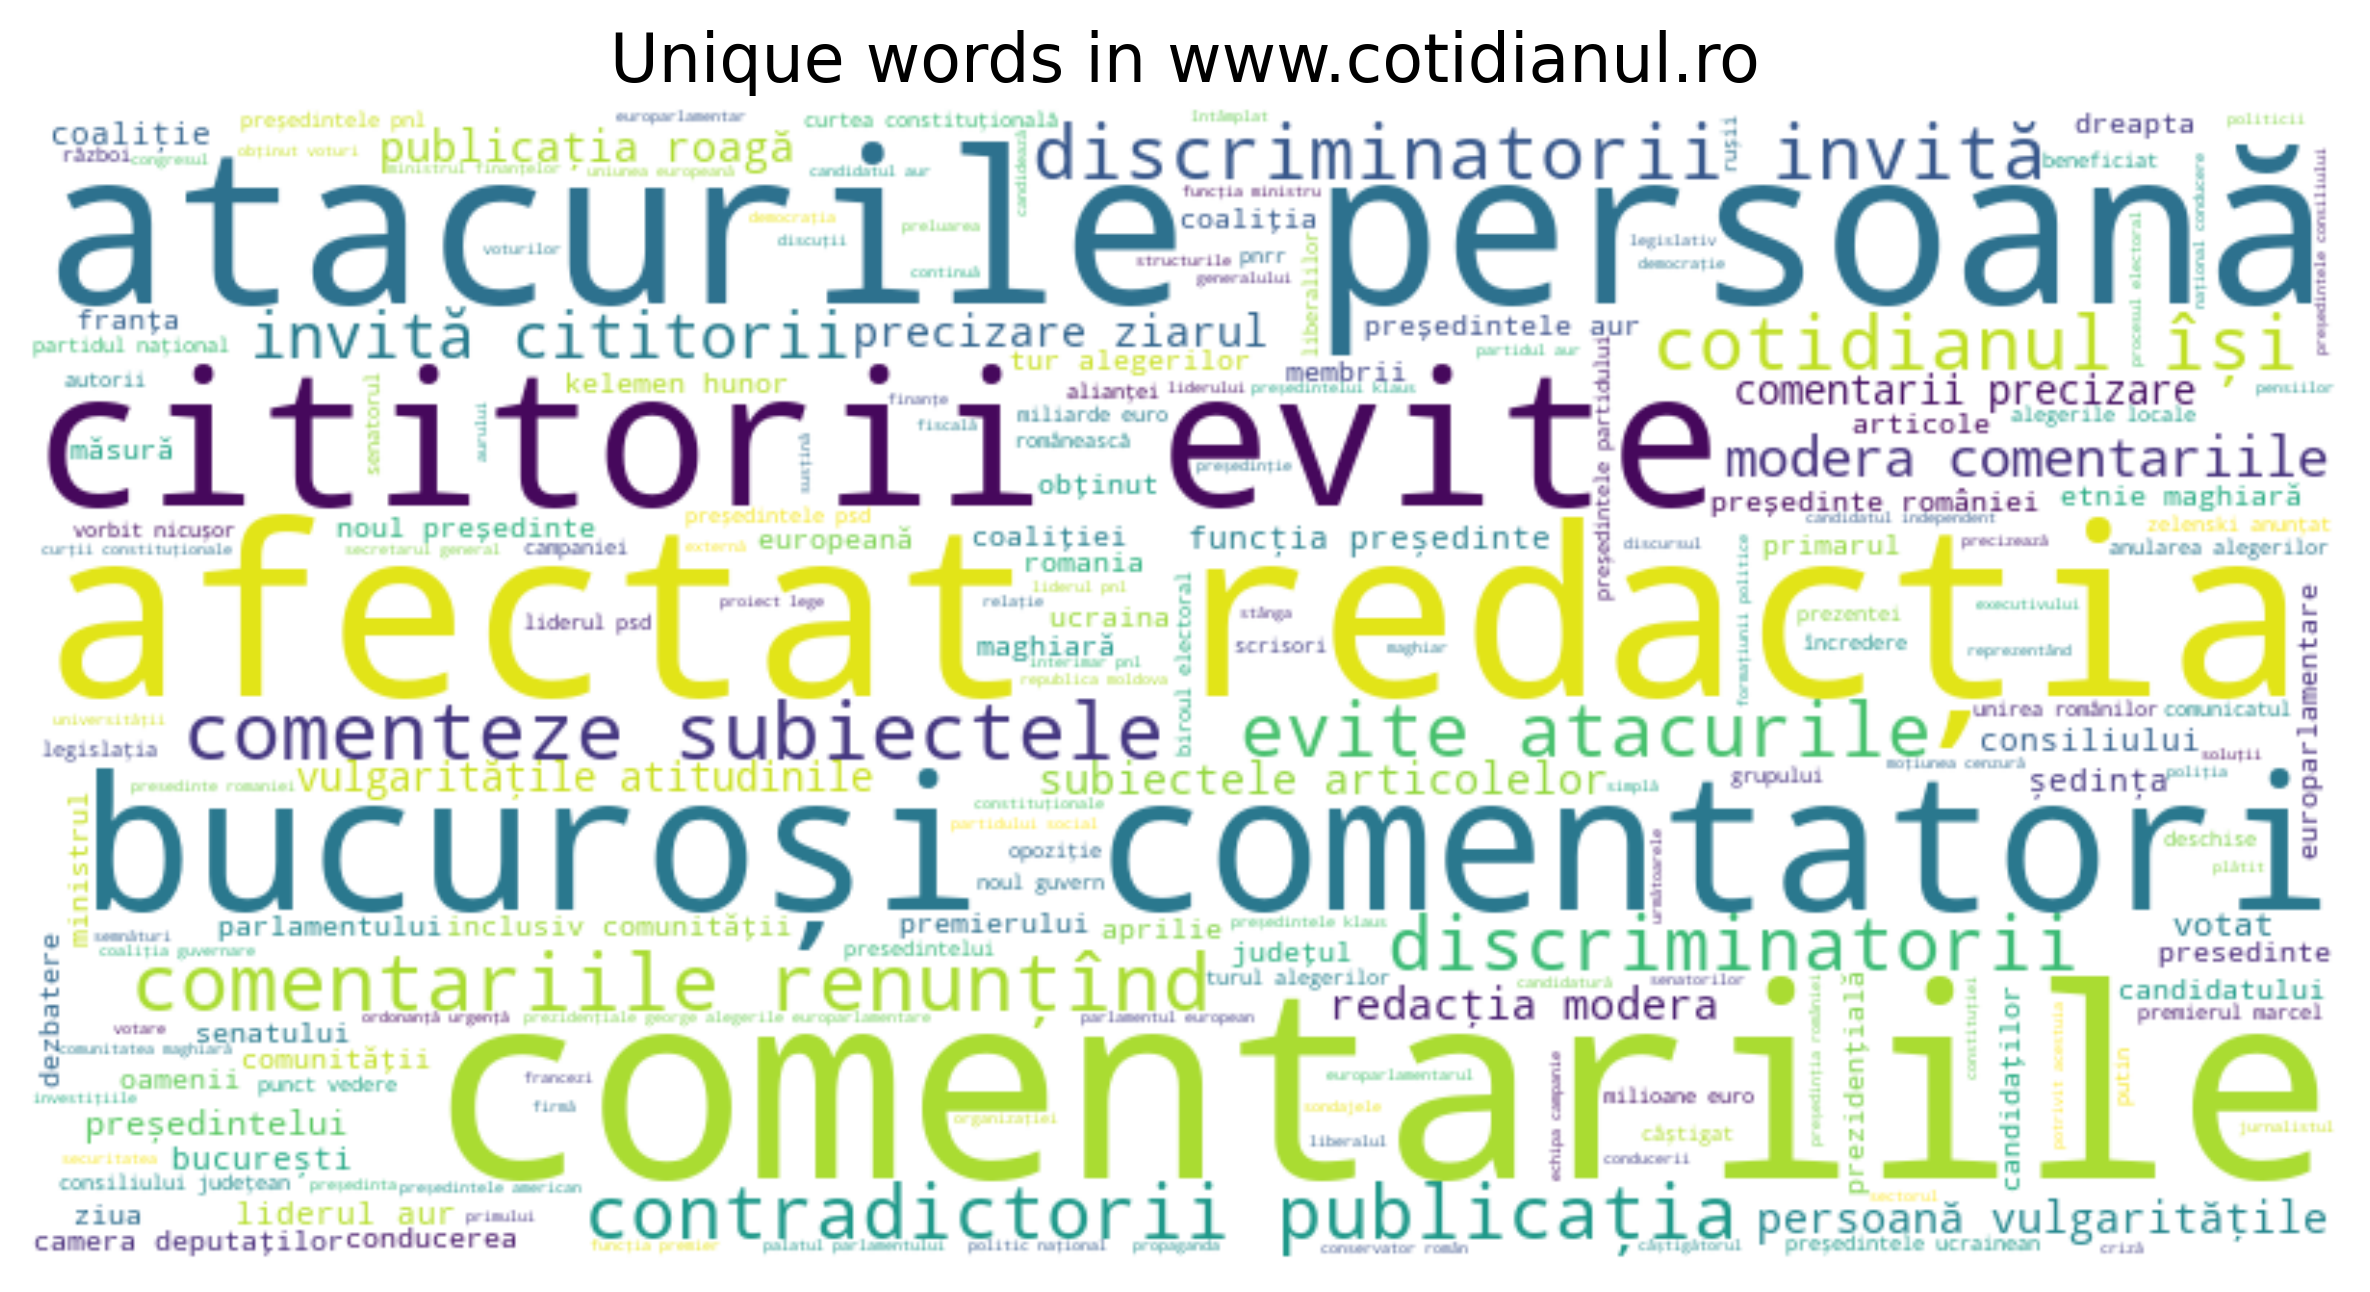 Unique words in www.cotidianul.ro
coaliție
președintele pnl
europarlamentar
curtea constituțională
Întâmplat
dreapta
politicii
război
congresul
obținut voturi
publicația roagă
ministrul finanțelor
uniunea europeană
candidatul aur
candidează
discriminatorii invită
rușii
beneficiat
atacurile persoană
funcția ministru
coaliția
democrația
discuții
voturilor
preluarea
continuă
structurile
pnrr
generalului
legislativ
democrație
liberalilor
procesul electoral
național conducere
președintele consiliului
franța
partidul național
invită cititorii
precizare ziarul
președintele aur
partidul aur
cotidianul își
tur alegerilor
membrii
autorii
senatorul
aurului
kelemen hunor
finanțe
fiscală
alianței
liderului
președintelui klaus
miliarde euro
românească
susțină
cititorii evite
președinție
președintele partidului
comentarii precizare
pensiilor
articole
alegerile locale
măsură
modera comentariile
obținut
președinte româniei
etnie maghiară
vorbit nicușor
noul președinte
președintele psd
coaliției
funcția președinte
candidatul independent
zelenski anunțat
curții constituționale
secretarul general
campaniei
externă
europeană
romania
discursul
primarul
precizează
anularea alegerilor
afectat redacția
liderul pnl
proiect lege
relație
liderul psd
ucraina
stânga
scrisori
maghiar
maghiară
interimar pnl
republica moldova
biroul electoral
formațiunii politice
prezentei
executivului
încredere
reprezentând
europarlamentare
universității
legislația
comenteze subiectele
evite atacurile
unirea românilor
comunicatul
consiliului
soluții
presedinte romaniei
vulgaritățile atitudinile
subiectele articolelor
simplă
grupului
moțiunea cenzură
ședința
poliția
ministrul
bucuroși comentatori
constituționale
partidului social
opoziție
noul guvern
următoarele
deschise
plătit
semnături
coaliția guvernare
parlamentului
inclusiv comunității
premierului
aprilie
președintele klaus
votat
dezbatere
presedintelui
județul
discriminatorii
presedinte
comentariile renunțînd
turul alegerilor
candidatură
senatorilor
candidatului
votare
ordonanță urgență
prezidențiale george alegerile europarlamentare
parlamentul european
redacția modera
premierul marcel
senatului
comunitatea maghiară
comunității
oamenii
punct vedere
investițiile
comentariile
francezi
firmă
organizației
europarlamentarul
sondajele
liberalul
echipa campanie
milioane euro
câștigat
conducerii
președinția româniei
prezidențială
constituției
candidaților
potrivit acestuia
putin
jurnalistul
președintelui
securitatea
bucurești
consiliului județean
președinta
președintele american
contradictorii publicația
sectorul
ziua
liderul aur
primului
persoană vulgaritățile
camera deputaților
conducerea
funcția premier
palatul parlamentului
politic național
propaganda
conservator român
câștigătorul
președintele ucrainean
criză